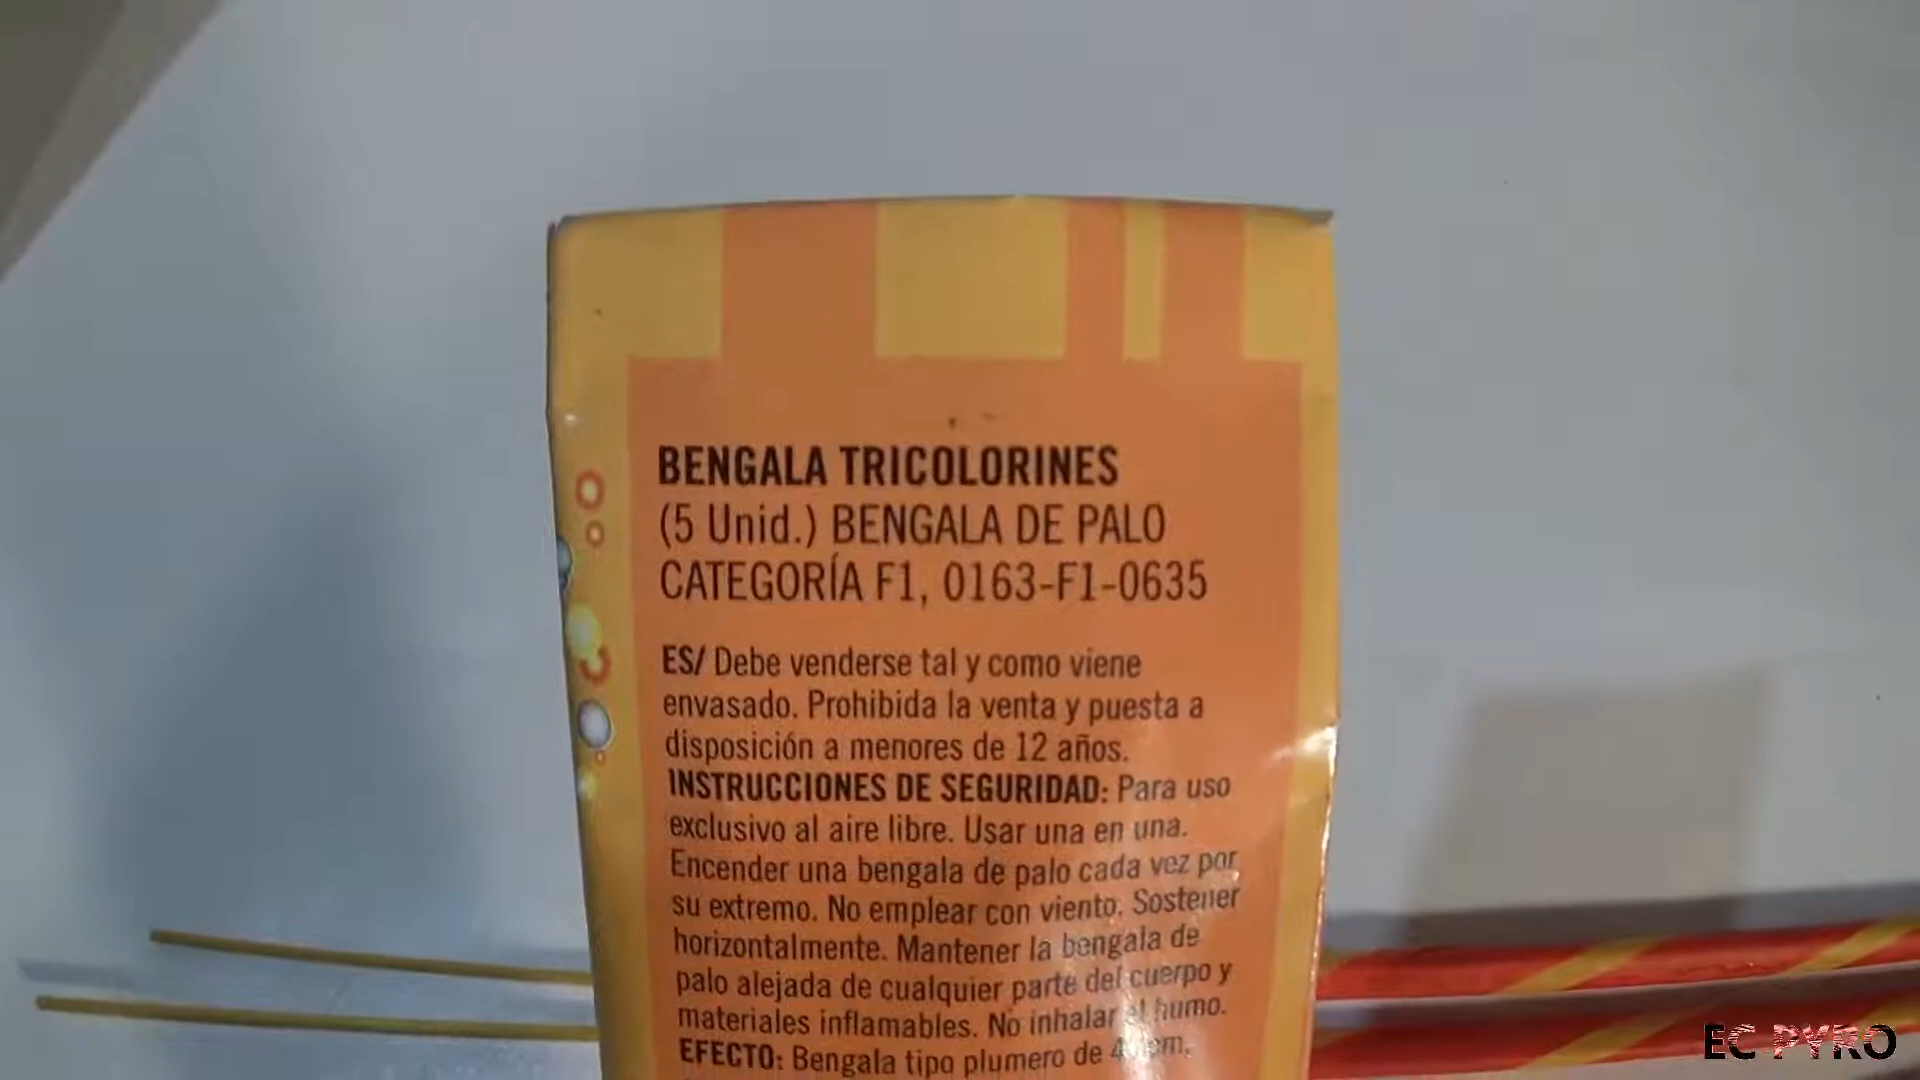 BENGALA TRICOLORINES
(5 Unid.) BENGALA DE PALO
CATEGORÍA F1, 0163-F1-0635
ES/ Debe venderse tal y como viene
envasado. Prohibida la venta y puesta a
disposición a menores de 12 años.
INSTRUCCIONES DE SEGURIDAD: Para uso
exclusivo al aire libre. Usar una en una.
Encender una bengala de palo cada vez por
su extremo. No emplear con viento. Sostener
horizontalmente. Mantener la bengala de
palo alejada de cualquier parte del cuerpo y
materiales inflamables. No inhalar el humo.
EFECTO: Bengala tipo plumero de
EC PYRO